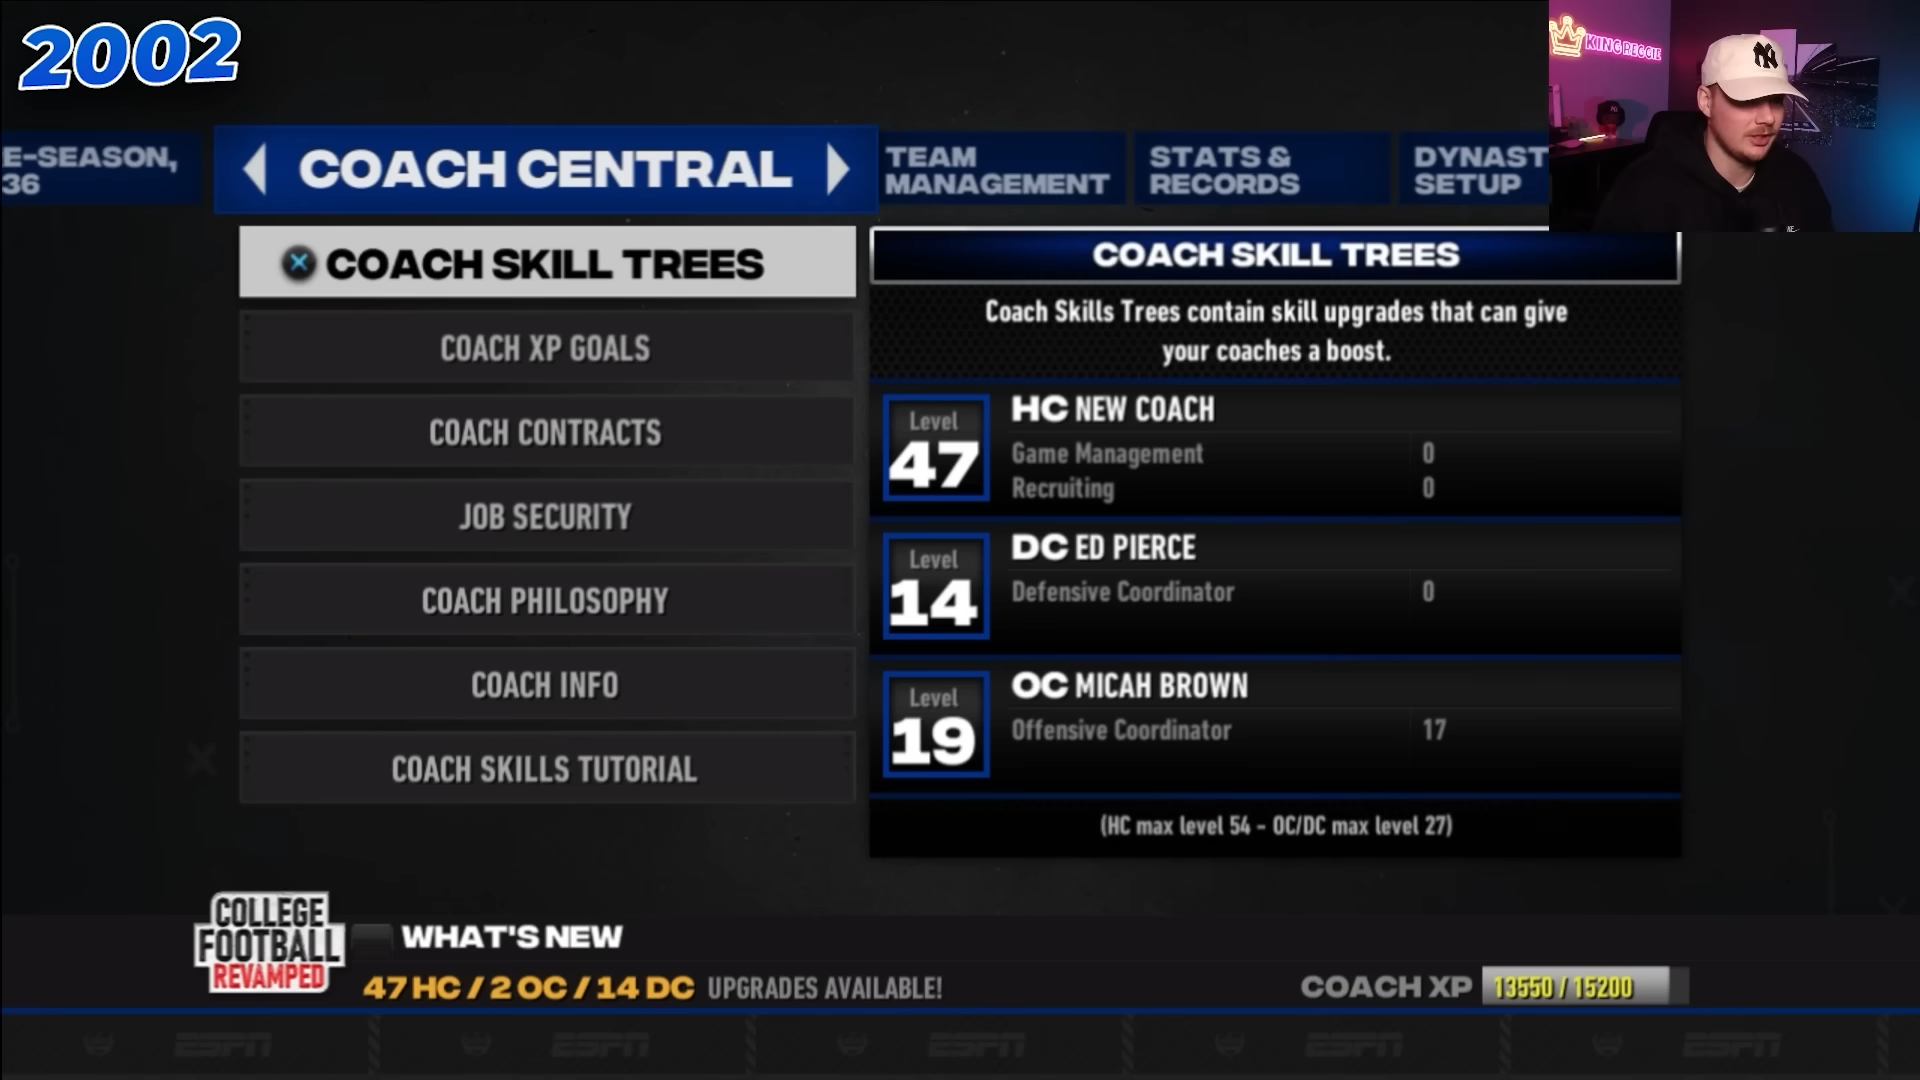 2002
KING REGGIE
E-SEASON,
36
COACH CENTRAL
TEAM
MANAGEMENT
STATS &
RECORDS
DYNAST
SETUP
COACH SKILL TREES
COACH XP GOALS
COACH CONTRACTS
JOB SECURITY
COACH PHILOSOPHY
COACH INFO
COACH SKILLS TUTORIAL
COACH SKILL TREES
Coach Skills Trees contain skill upgrades that can give
your coaches a boost.
Level
47
HC NEW COACH
Game Management 0
Recruiting 0
Level
14
DC ED PIERCE
Defensive Coordinator 0
Level
19
OC MICAH BROWN
Offensive Coordinator 17
(HC max level 54 - OC/DC max level 27)
COLLEGE
FOOTBALL
REVAMPED
WHAT'S NEW
47 HC / 2 OC / 14 DC UPGRADES AVAILABLE!
COACH XP 13550 / 15200
ESPN ESPN ESPN ESPN ESPN